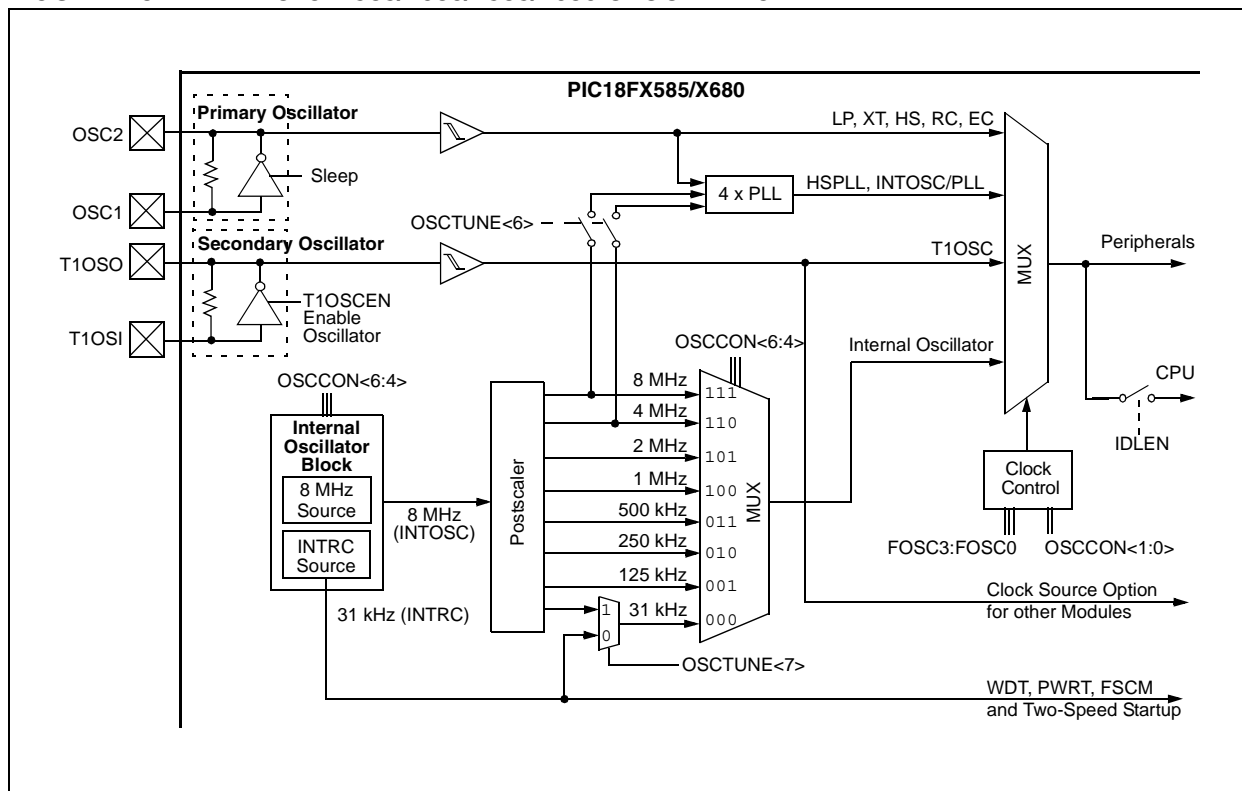 PIC18FX585/X680
Primary Oscillator
OSC2
Sleep
OSC1
LP, XT, HS, RC, EC
4 x PLL
HSPLL, INTOSC/PLL
OSCTUNE<6>
Secondary Oscillator
T1OSO
T1OSCEN
Enable
Oscillator
T1OSI
T1OSC
MUX
Peripherals
Internal Oscillator
CPU
IDLEN
Clock
Control
FOSC3:FOSC0
OSCCON<1:0>
OSCCON<6:4>
Internal
Oscillator
Block
8 MHz
Source
INTRC
Source
8 MHz
(INTOSC)
31 kHz (INTRC)
Postscaler
OSCCON<6:4>
8 MHz
111
4 MHz
110
2 MHz
101
1 MHz
100
500 kHz
011
250 kHz
010
125 kHz
001
31 kHz
000
MUX
1
0
OSCTUNE<7>
Clock Source Option
for other Modules
WDT, PWRT, FSCM
and Two-Speed Startup